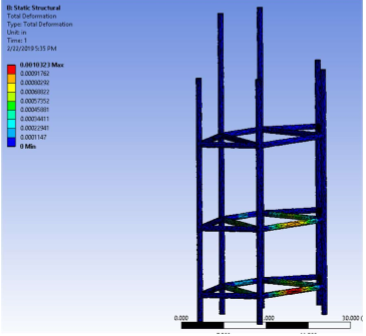 B: Static Structural
Total Deformation
Type: Total Deformation
Unit: in
Time: 1
2/22/2018 5:35 PM
0.0010323 Max
0.00091762
0.00080292
0.00068822
0.00057352
0.00045881
0.00034411
0.00022941
0.0001147
0 Min
0.000
30.000 (